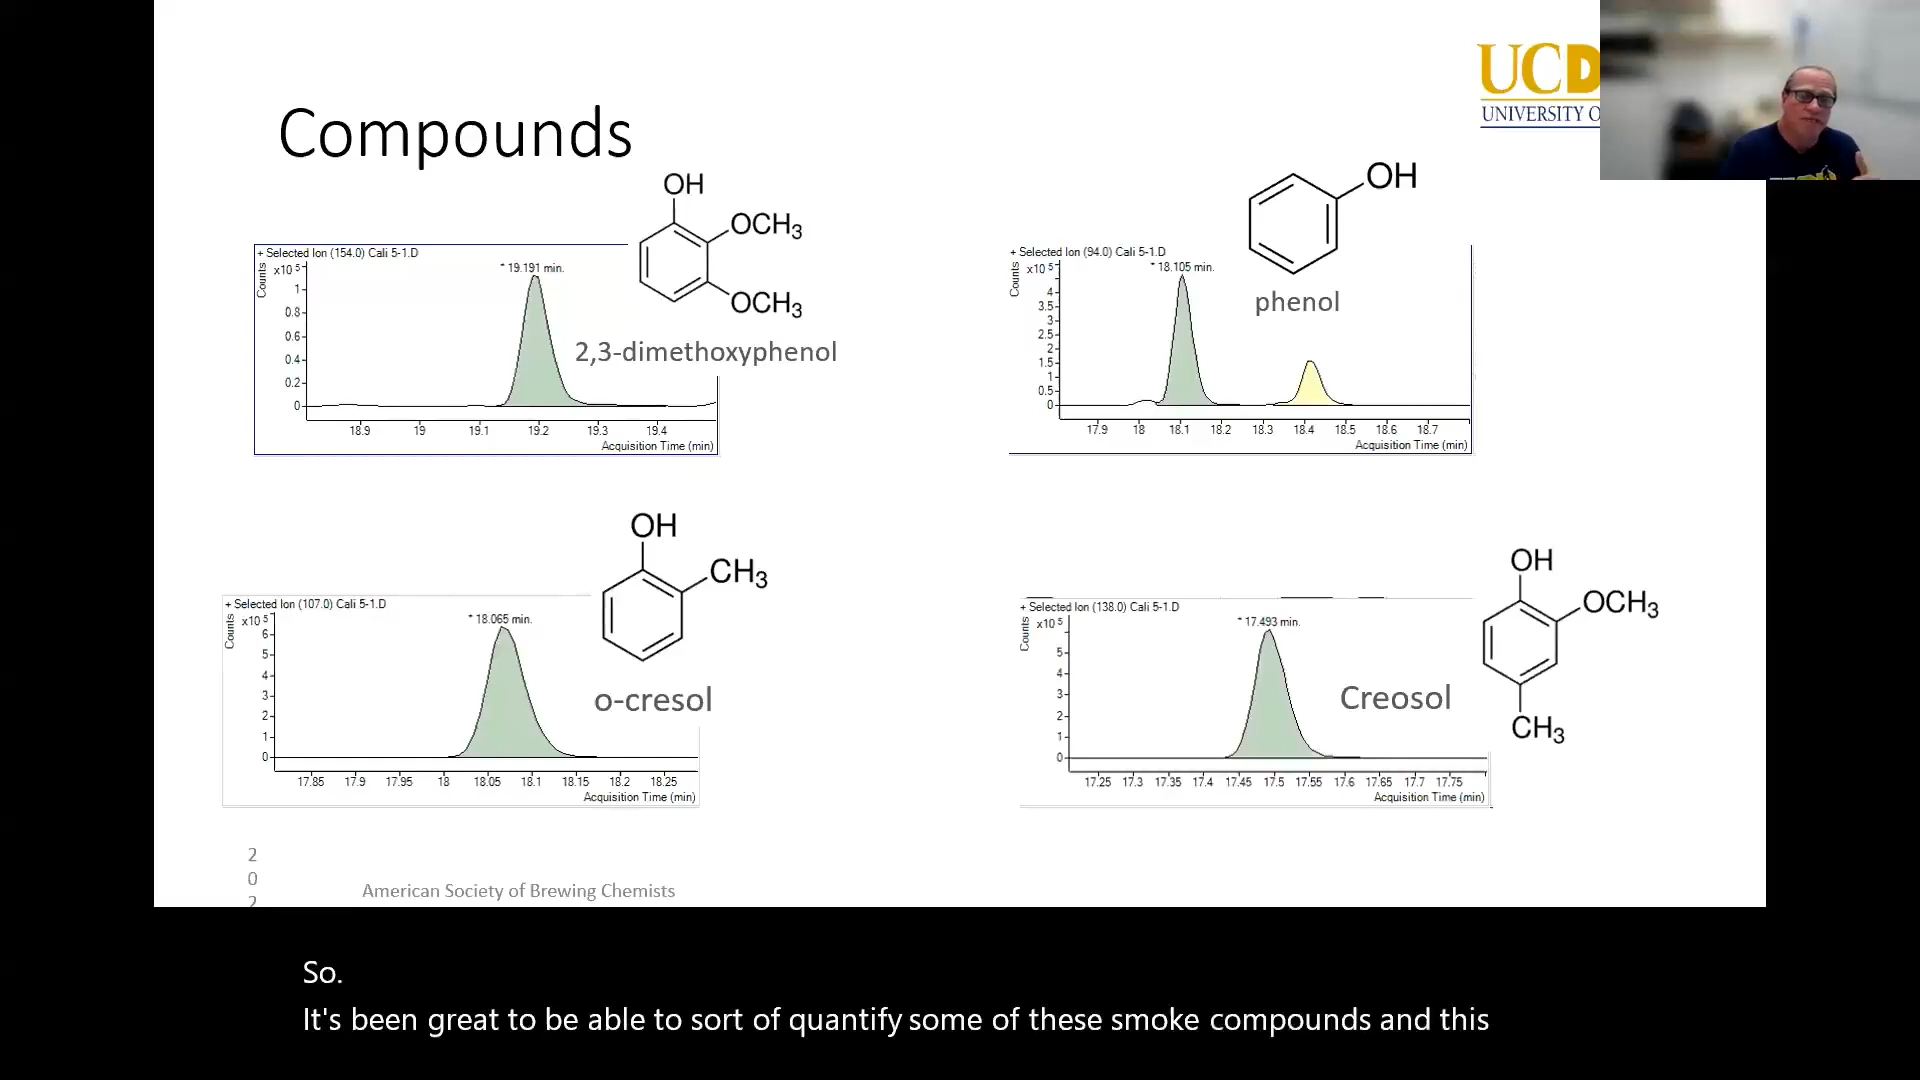 UCD
UNIVERSITY O
Compounds
OH
OCH3
OCH3
2,3-dimethoxyphenol
+ Selected Ion (154.0) Cali 5-1.D
Counts
x10 5
* 19.191 min.
1
0.8
0.6
0.4
0.2
0
18.9 19 19.1 19.2 19.3 19.4
Acquisition Time (min)
OH
phenol
+ Selected Ion (94.0) Cali 5-1.D
Counts
x10 5
* 18.105 min.
4
3.5
3
2.5
2
1.5
1
0.5
0
17.9 18 18.1 18.2 18.3 18.4 18.5 18.6 18.7
Acquisition Time (min)
OH
CH3
o-cresol
+ Selected Ion (107.0) Cali 5-1.D
Counts
x10 5
* 18.065 min.
6
5
4
3
2
1
0
17.85 17.9 17.95 18 18.05 18.1 18.15 18.2 18.25
Acquisition Time (min)
OH
OCH3
CH3
Creosol
+ Selected Ion (138.0) Cali 5-1.D
Counts
x10 5
* 17.493 min.
5
4
3
2
1
0
17.25 17.3 17.35 17.4 17.45 17.5 17.55 17.6 17.65 17.7 17.75
Acquisition Time (min)
2
0
2
American Society of Brewing Chemists
So.
It's been great to be able to sort of quantify some of these smoke compounds and this